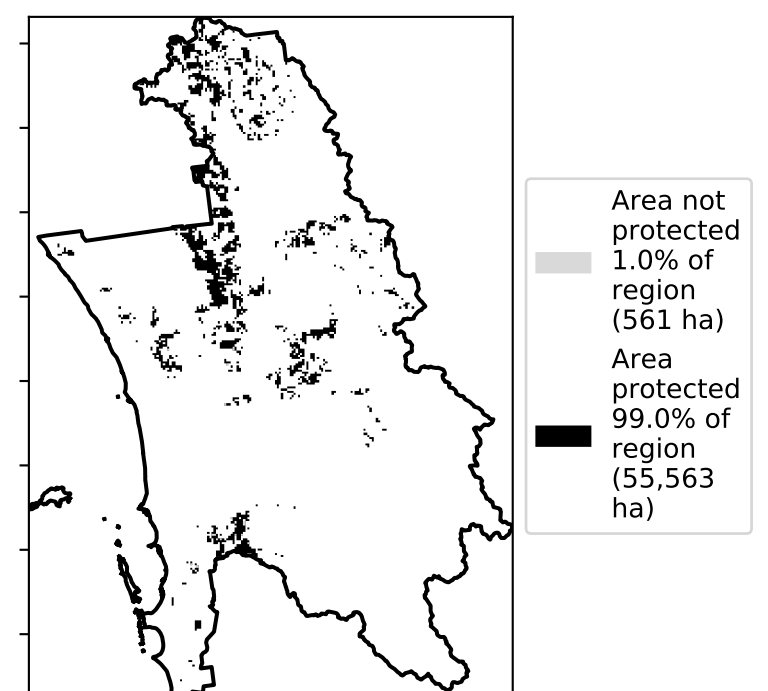 Area not
protected
1.0% of
region
(561 ha)
Area
protected
99.0% of
region
(55,563
ha)